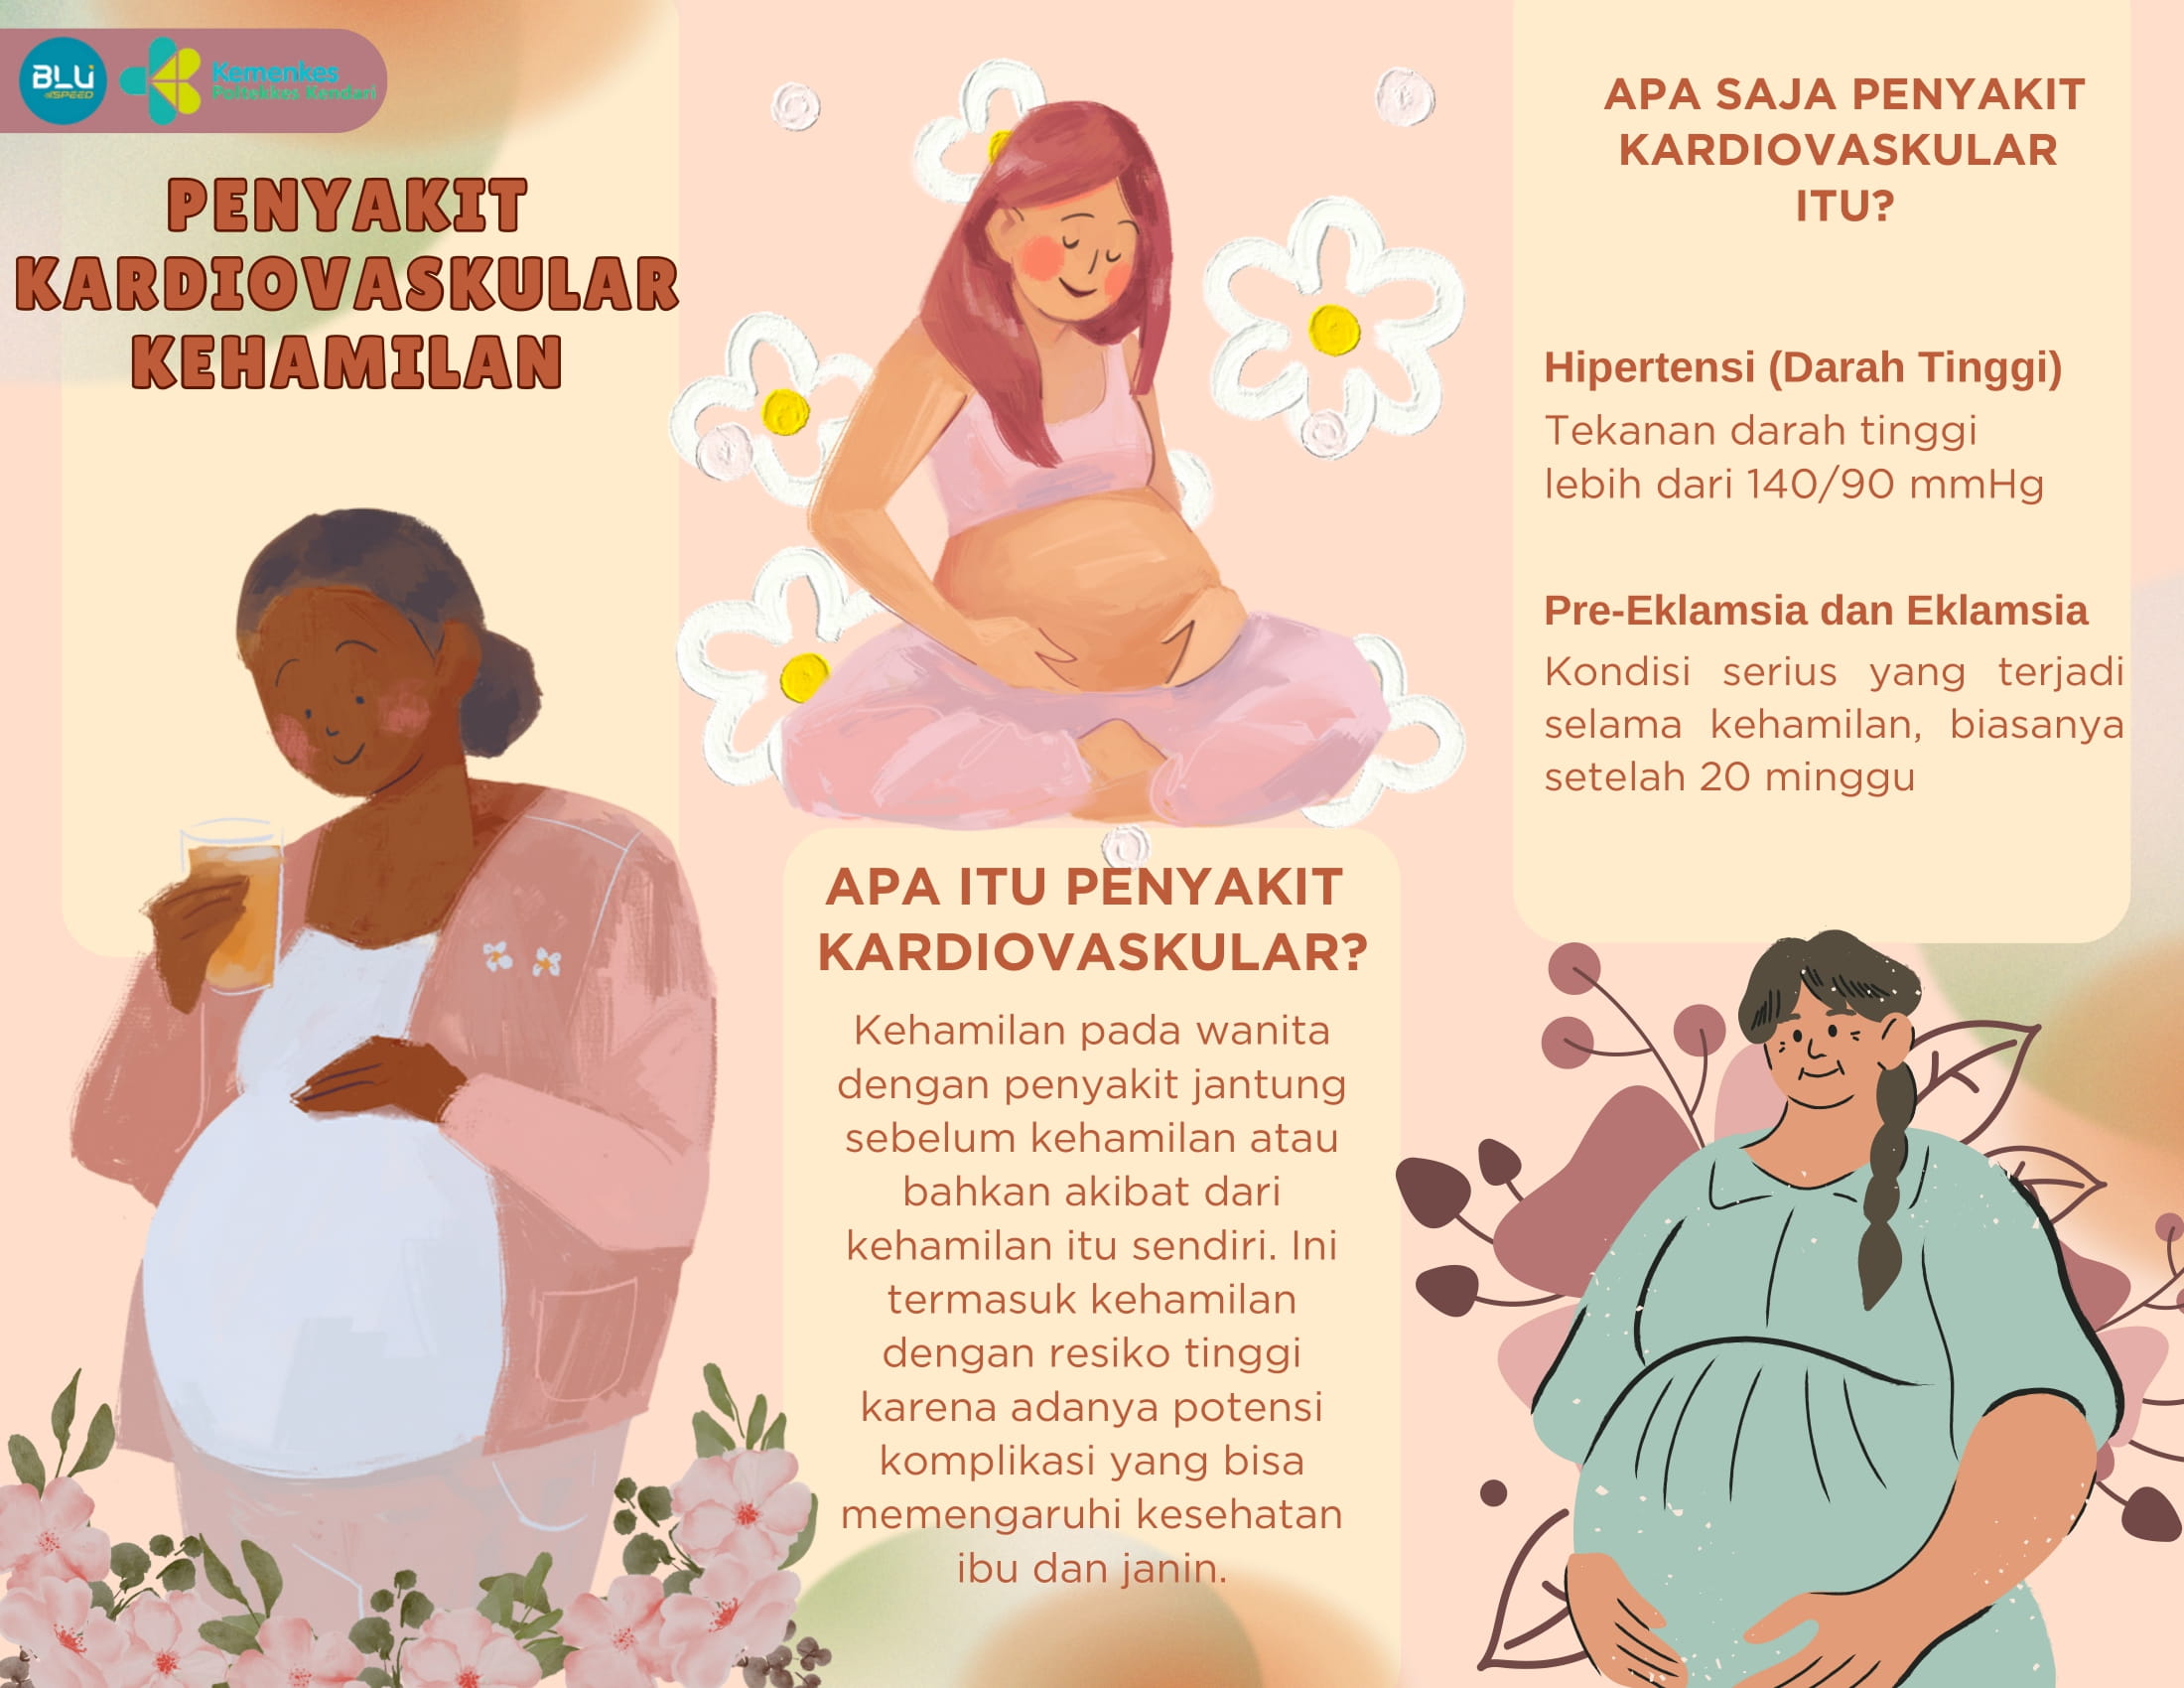 BLU
SPEED
Kemenkes
Poltekkes Kendari
PENYAKIT
KARDIOVASKULAR
KEHAMILAN
APA ITU PENYAKIT
KARDIOVASKULAR?
Kehamilan pada wanita
dengan penyakit jantung
sebelum kehamilan atau
bahkan akibat dari
kehamilan itu sendiri. Ini
termasuk kehamilan
dengan resiko tinggi
karena adanya potensi
komplikasi yang bisa
memengaruhi kesehatan
ibu dan janin.
APA SAJA PENYAKIT
KARDIOVASKULAR
ITU?
Hipertensi (Darah Tinggi)
Tekanan darah tinggi
lebih dari 140/90 mmHg
Pre-Eklamsia dan Eklamsia
Kondisi serius yang terjadi
selama kehamilan, biasanya
setelah 20 minggu